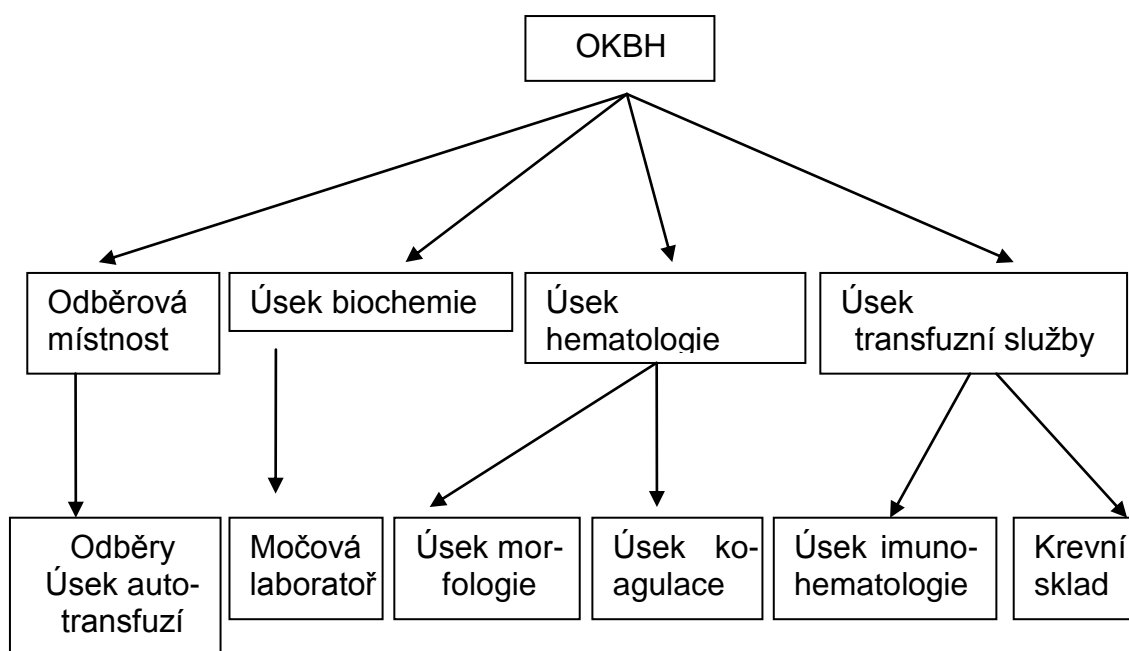 OKBH
Odběrová
místnost
Úsek biochemie
Úsek
hematologie
Úsek
transfuzní služby
Odběry
Úsek auto-
transfuzí
Močová
laboratoř
Úsek mor-
fologie
Úsek ko-
agulace
Úsek imuno-
hematologie
Krevní
sklad